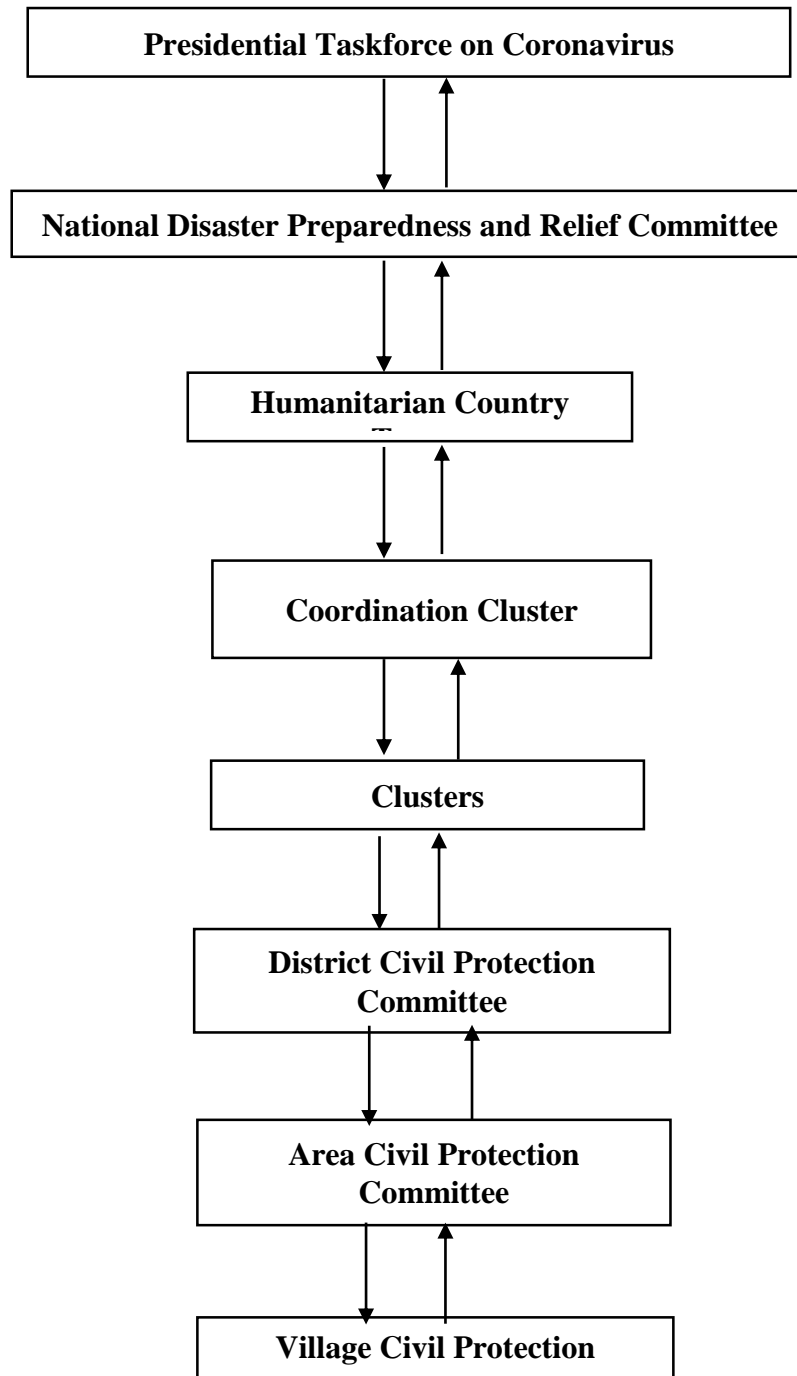 Presidential Taskforce on Coronavirus
National Disaster Preparedness and Relief Committee
Humanitarian Country
Coordination Cluster
Clusters
District Civil Protection
Committee
Area Civil Protection
Committee
Village Civil Protection